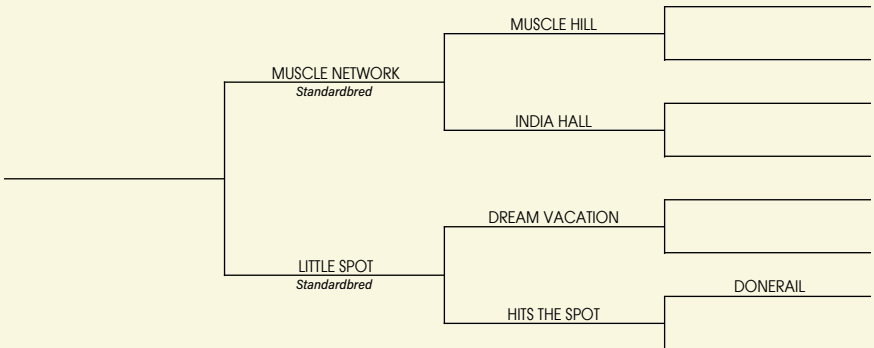 MUSCLE HILL
MUSCLE NETWORK
Standardbred
INDIA HALL
DREAM VACATION
LITTLE SPOT
Standardbred
DONERAIL
HITS THE SPOT